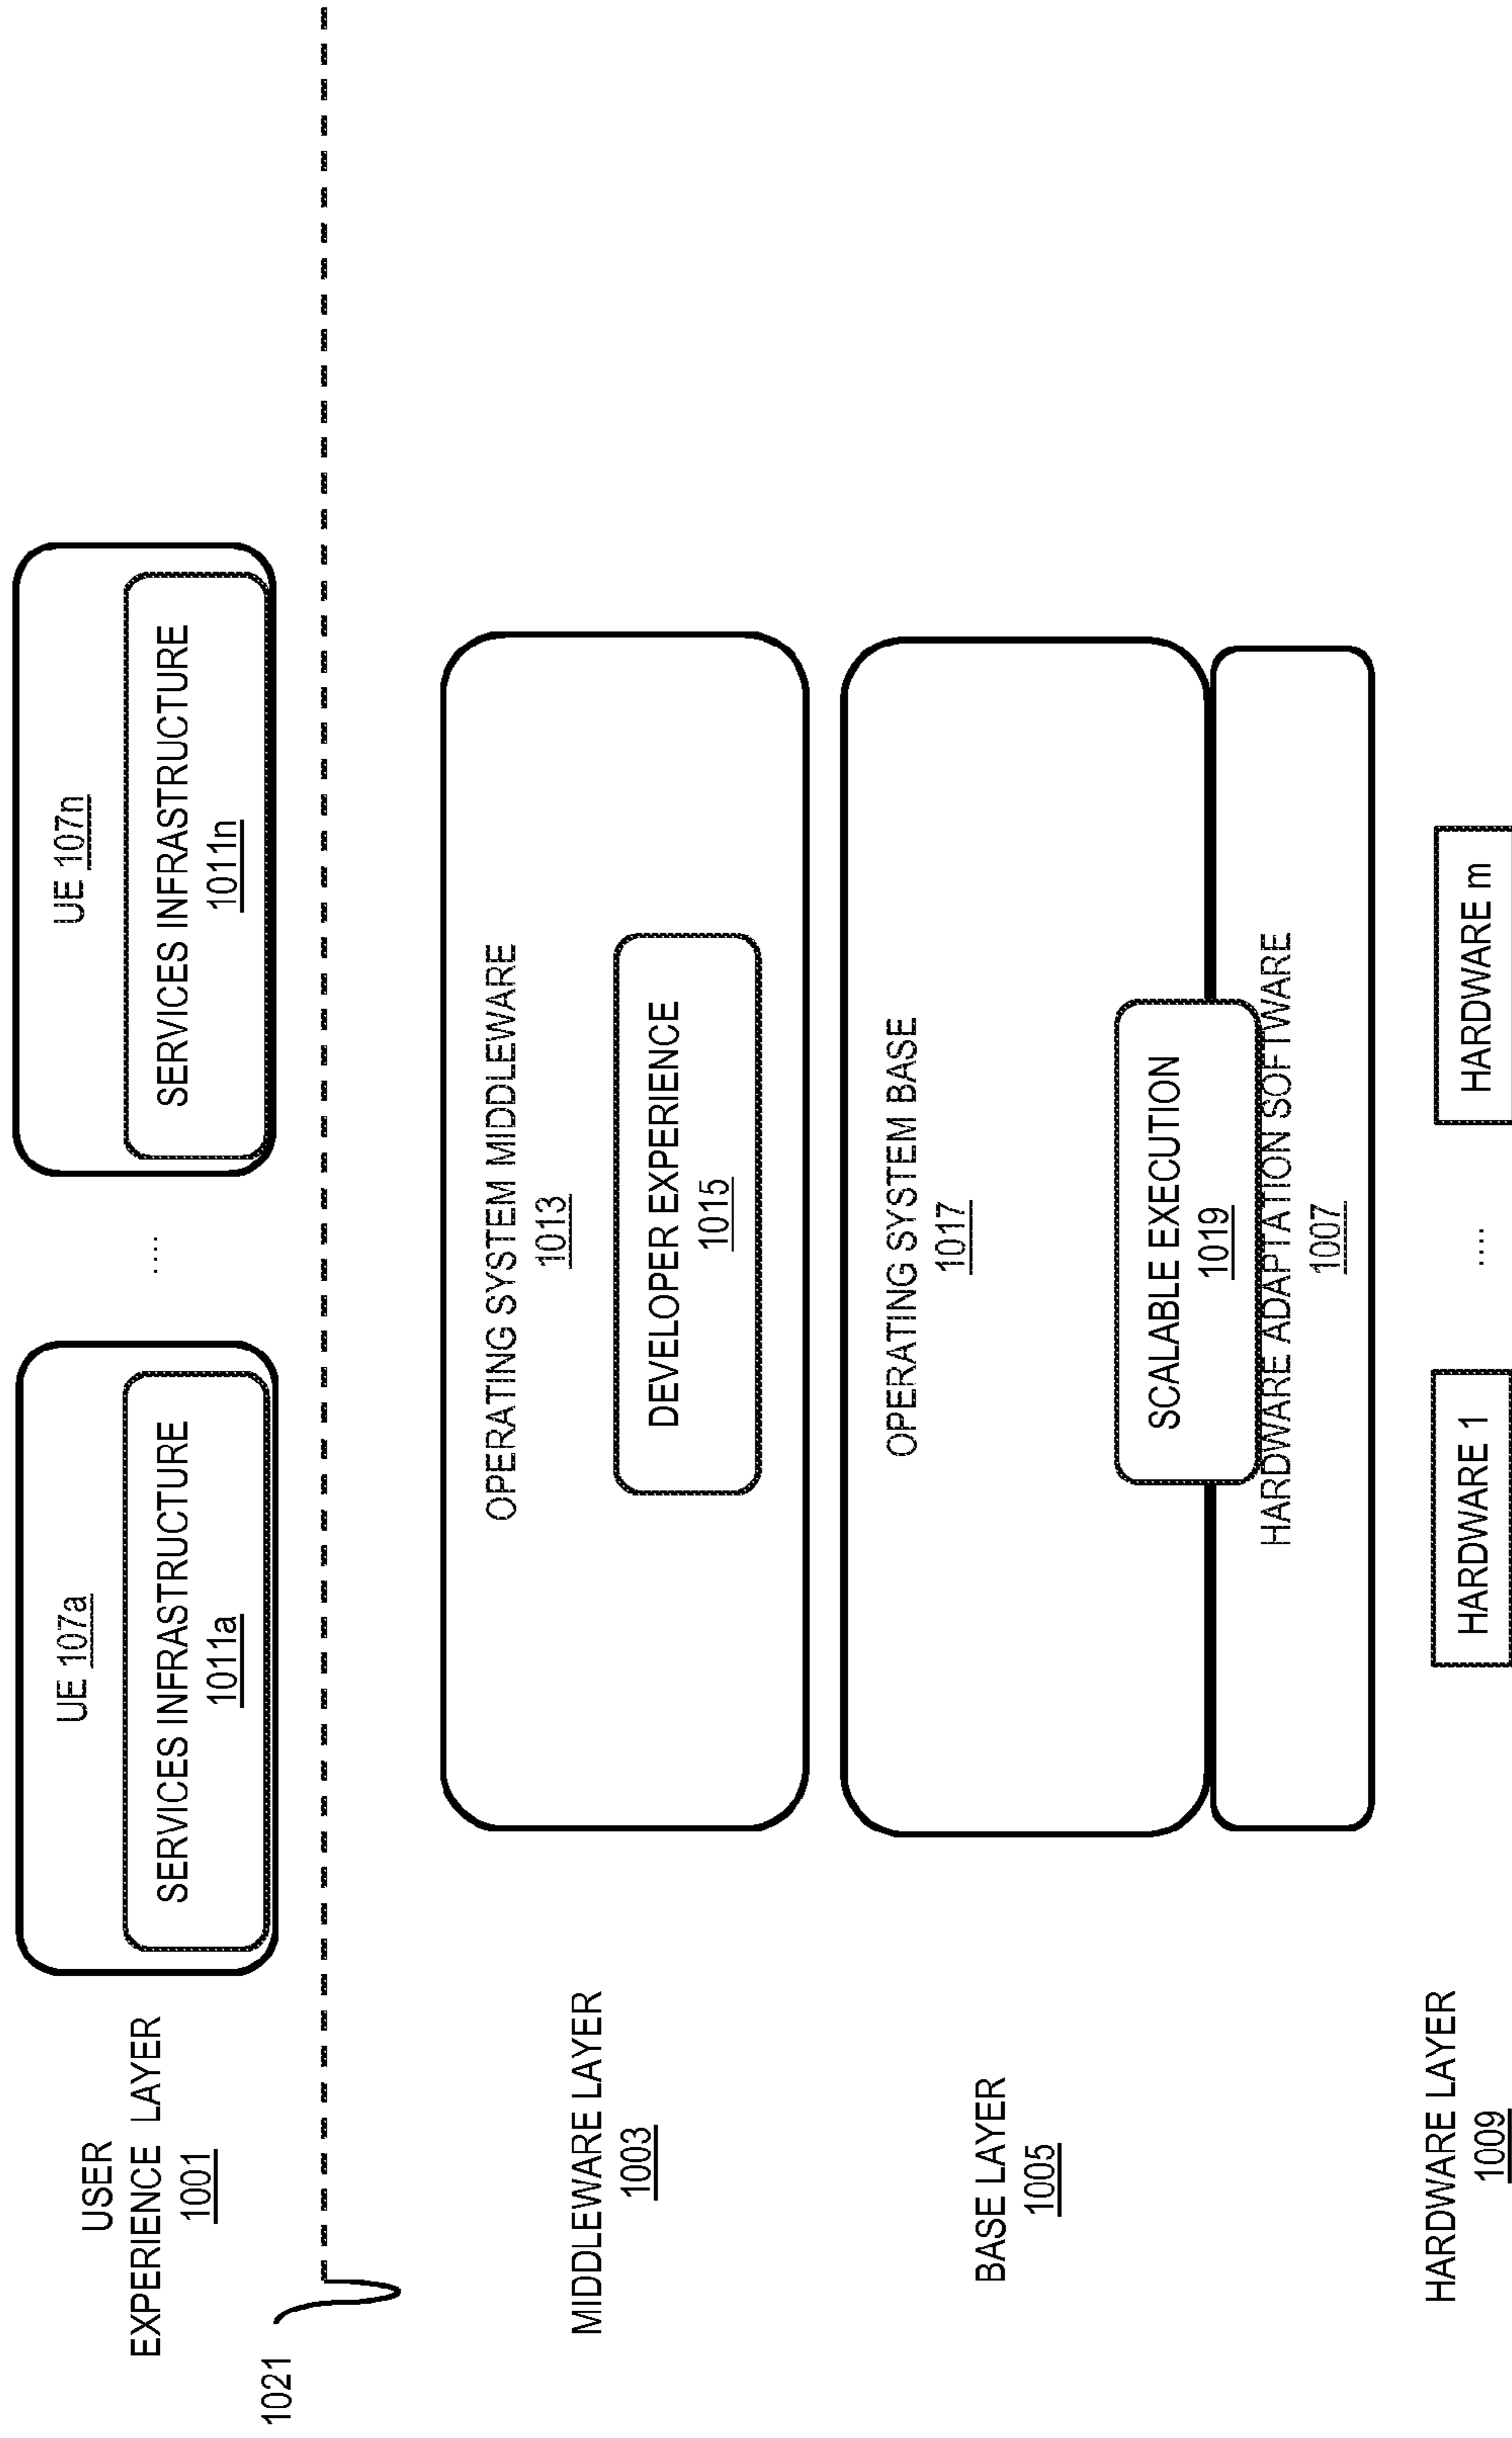 USER
EXPERIENCE LAYER
1001
UE 107a
SERVICES INFRASTRUCTURE
1011a
....
UE 107n
SERVICES INFRASTRUCTURE
1011n
1021
MIDDLEWARE LAYER
1003
OPERATING SYSTEM MIDDLEWARE
1013
DEVELOPER EXPERIENCE
1015
BASE LAYER
1005
OPERATING SYSTEM BASE
1017
SCALABLE EXECUTION
1019
HARDWARE ADAPTATION SOFTWARE
1007
HARDWARE LAYER
1009
HARDWARE 1
....
HARDWARE m